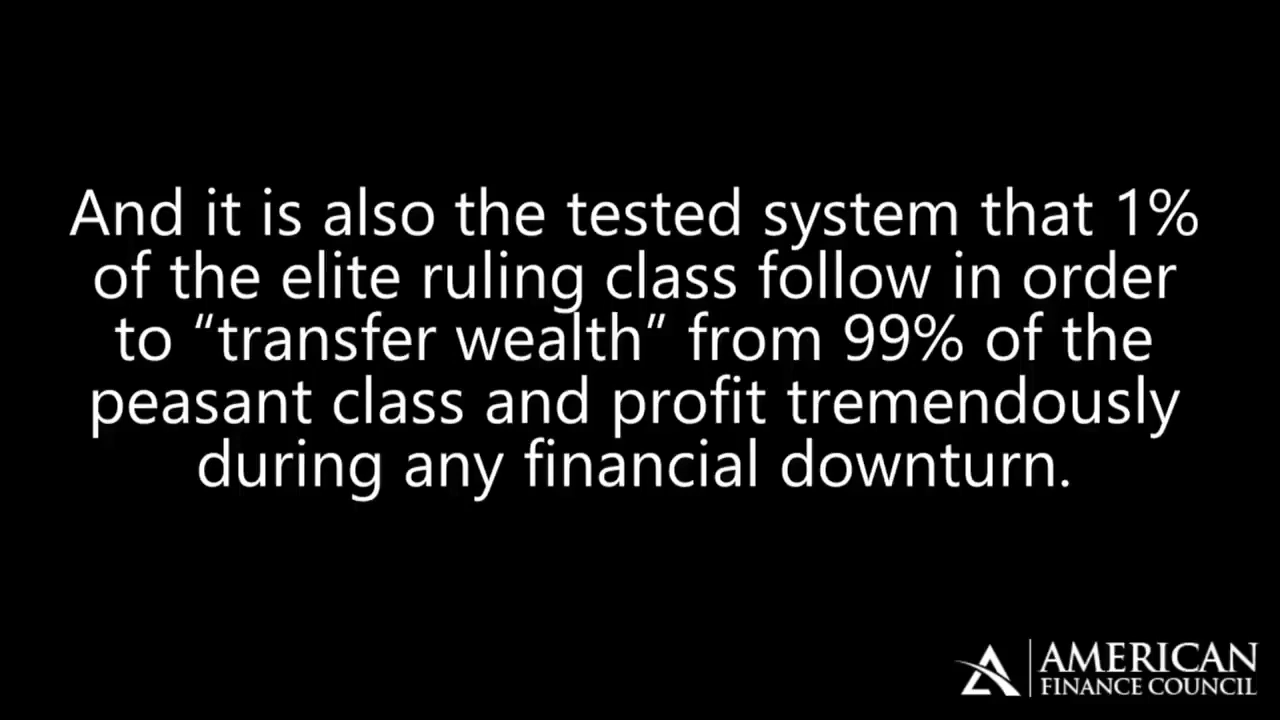 And it is also the tested system that 1%
of the elite ruling class follow in order
to “transfer wealth” from 99% of the
peasant class and profit tremendously
during any financial downturn.
AMERICAN
FINANCE COUNCIL